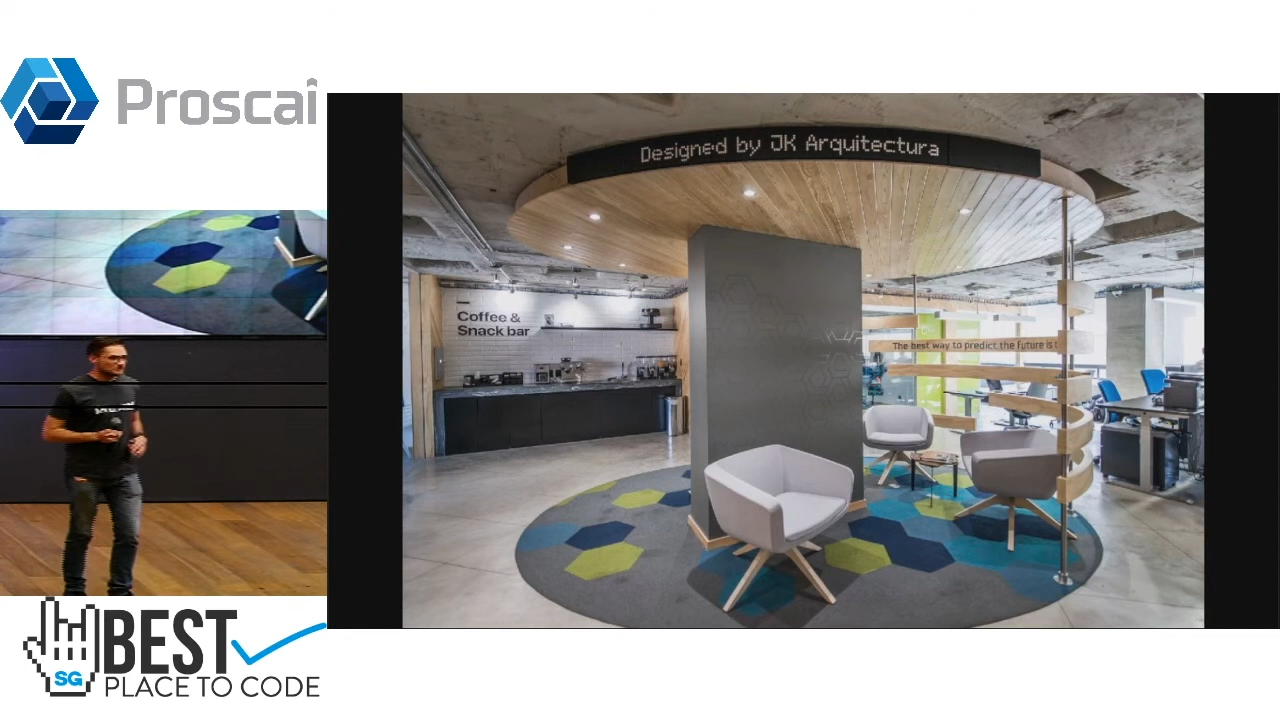 Proscai
Designed by JK Arquitectura
Coffee &
Snack bar
The best way to predict the future is t
SG
BEST
PLACE TO CODE